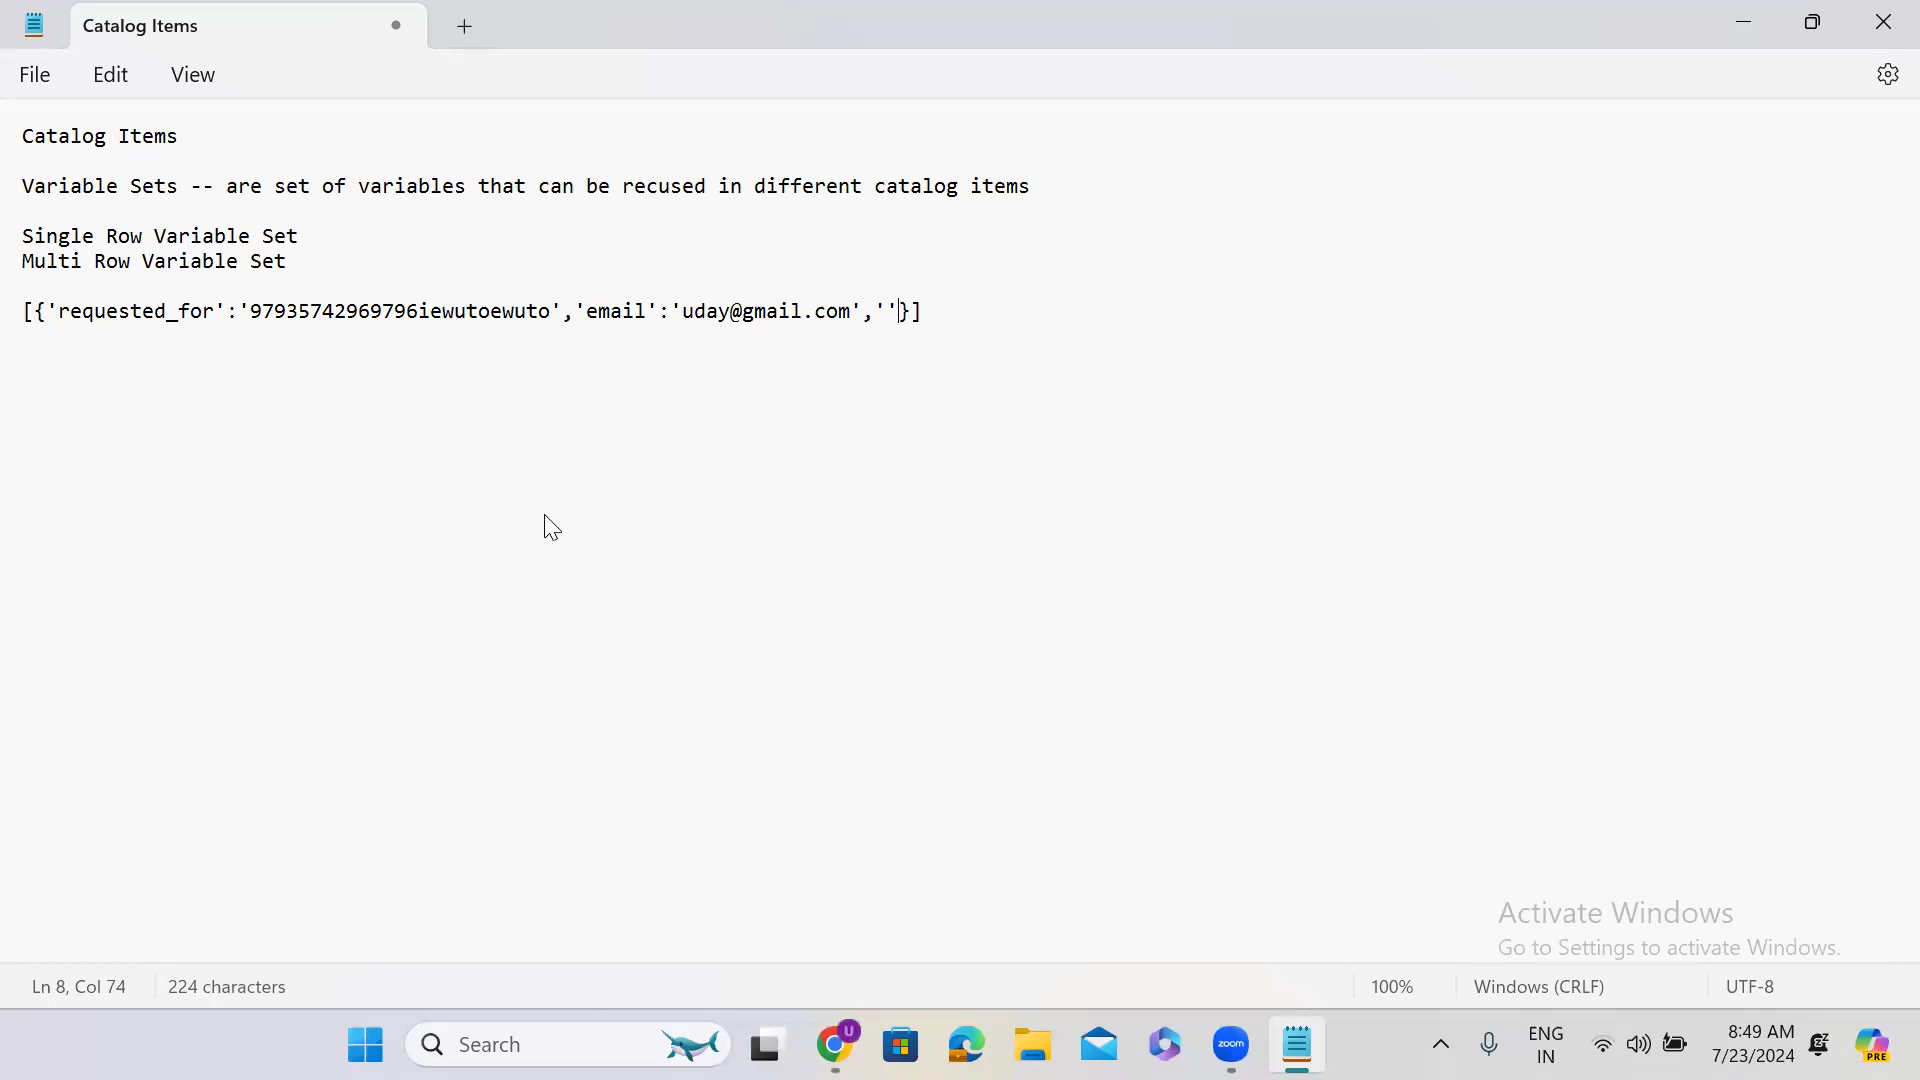 Catalog Items
File Edit View
Catalog Items
Variable Sets -- are set of variables that can be recused in different catalog items
Single Row Variable Set
Multi Row Variable Set
[{'requested_for':'97935742969796iewutoewuto','email':'uday@gmail.com',''}]
Activate Windows
Go to Settings to activate Windows.
Ln 8, Col 74 224 characters 100% Windows (CRLF) UTF-8
Search
U
zoom
ENG
IN
8:49 AM
7/23/2024
PRE